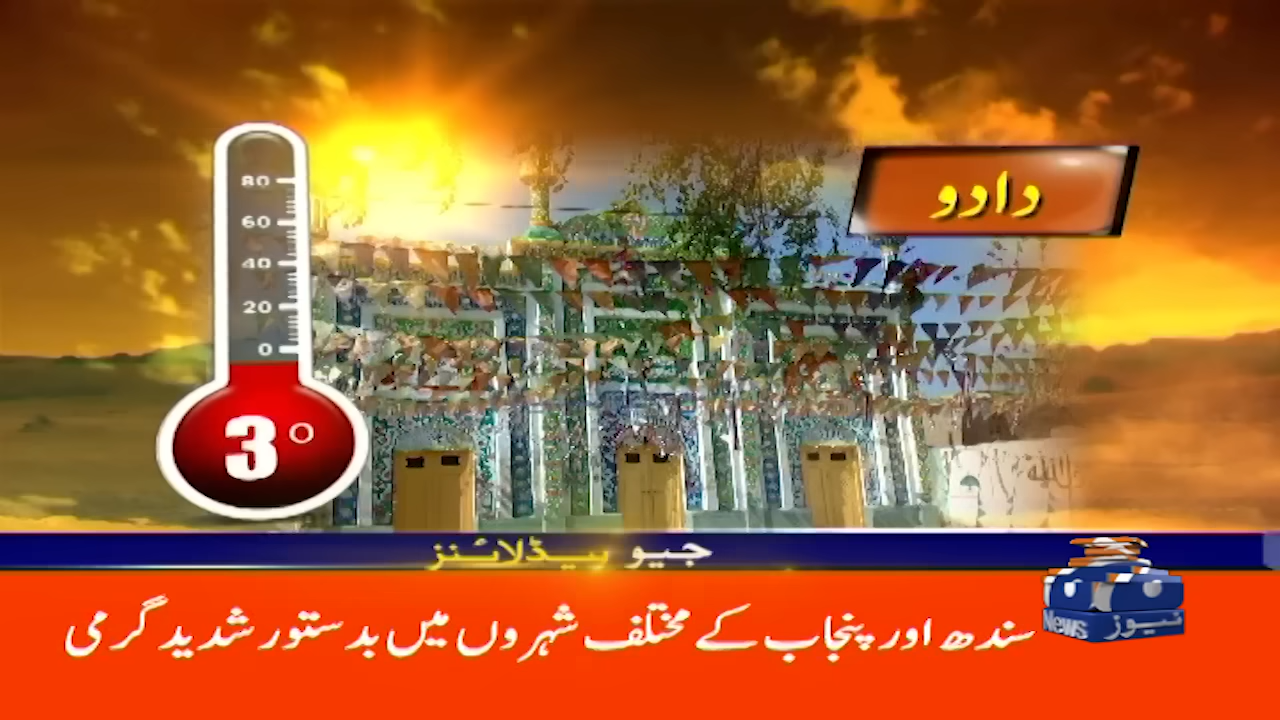 دادو
80
60
40
20
0
3°
جیو ہیڈلائنز
سندھ اور پنجاب کے مختلف شہروں میں بدستور شدید گرمی
News نیوز